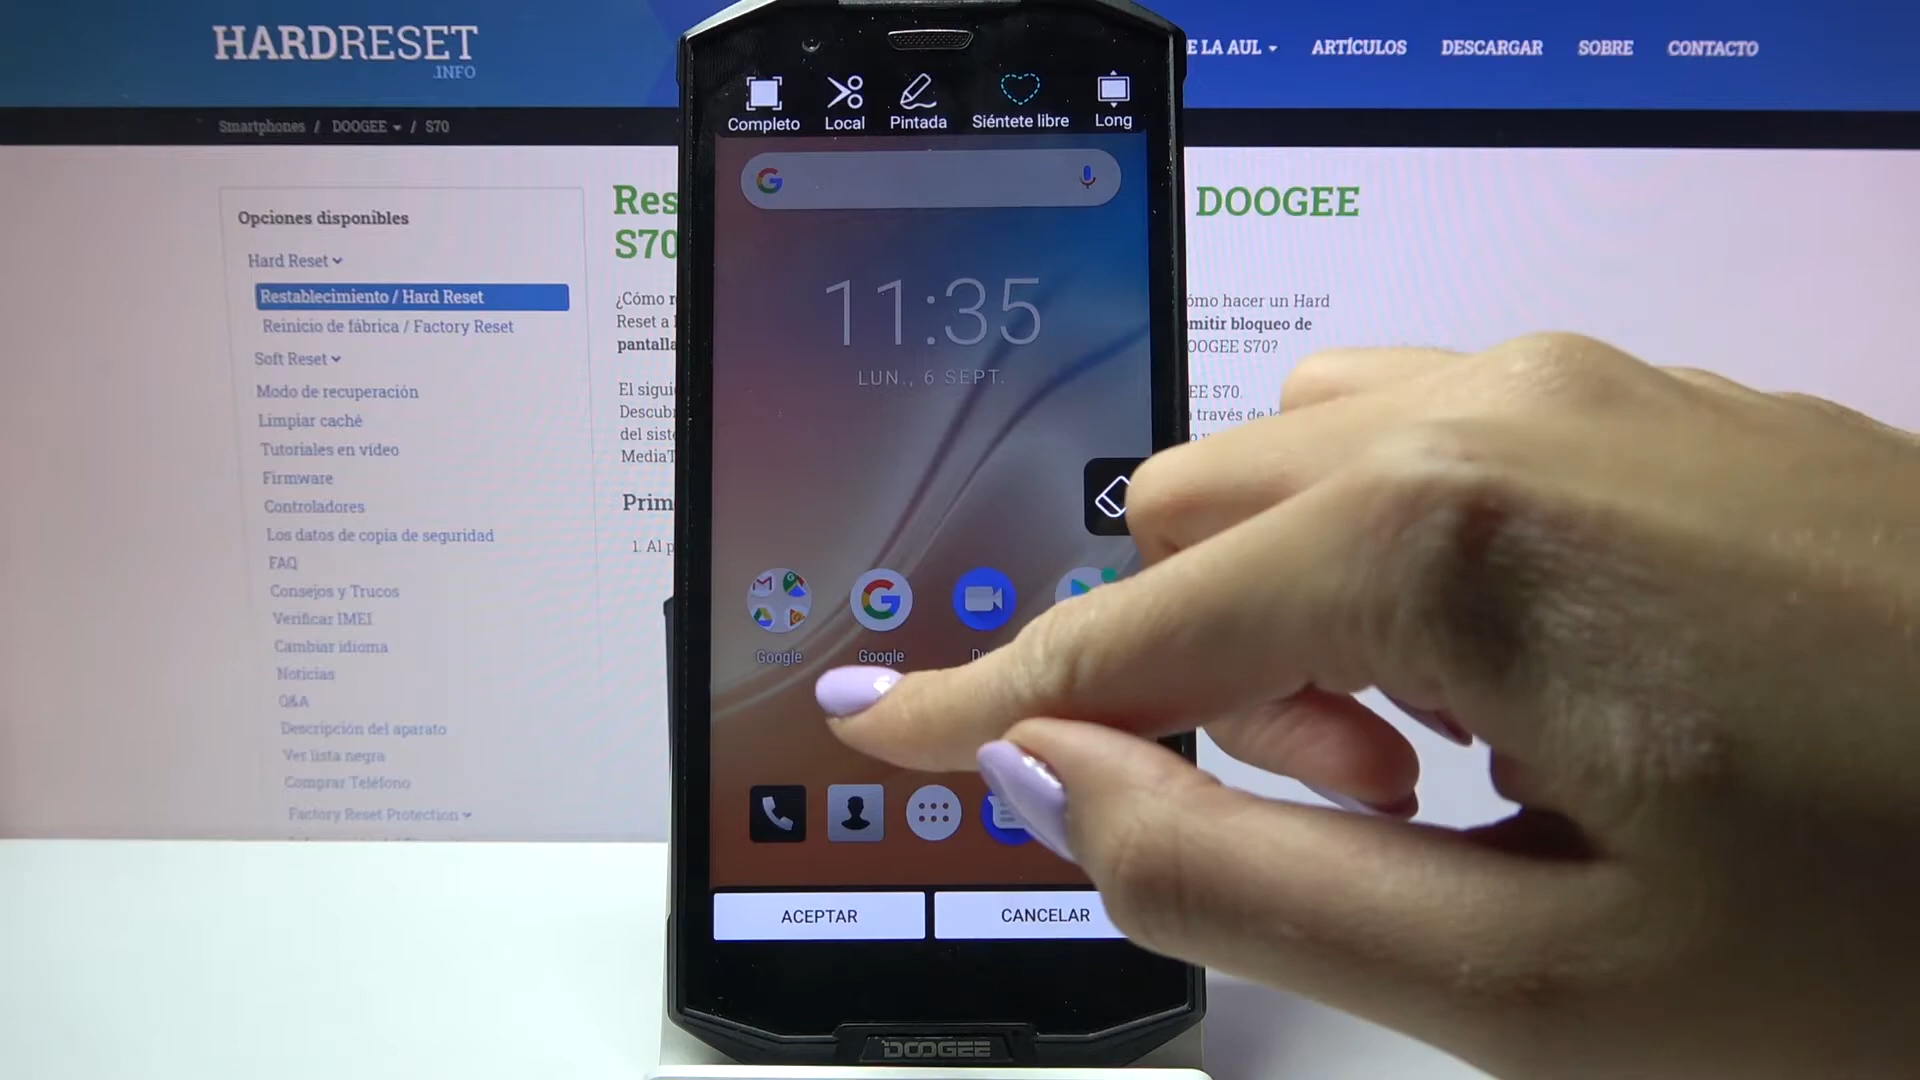 HARDRESET
.INFO
E LA AUL
ARTÍCULOS
DESCARGAR
SOBRE
CONTACTO
Smartphones / DOOGEE / S70
Opciones disponibles
Hard Reset
Restablecimiento / Hard Reset
Reinicio de fábrica / Factory Reset
Soft Reset
Modo de recuperación
Limpiar caché
Tutoriales en vídeo
Firmware
Controladores
Los datos de copia de seguridad
FAQ
Consejos y Trucos
Verificar IMEI
Cambiar idioma
Noticias
Q&A
Descripción del aparato
Ver lista negra
Comprar Teléfono
Factory Reset Protection
Res
DOOGEE
S70
¿Cómo r
ómo hacer un Hard
Reset a
mitir bloqueo de
pantalla
OOGEE S70?
El sigui
EE S70.
Descub
través de
del siste
MediaT
Prim
1. Al p
Completo
Local
Pintada
Siéntete libre
Long
11:35
LUN., 6 SEPT.
Google
Google
Du
ACEPTAR
CANCELAR
DOOGEE